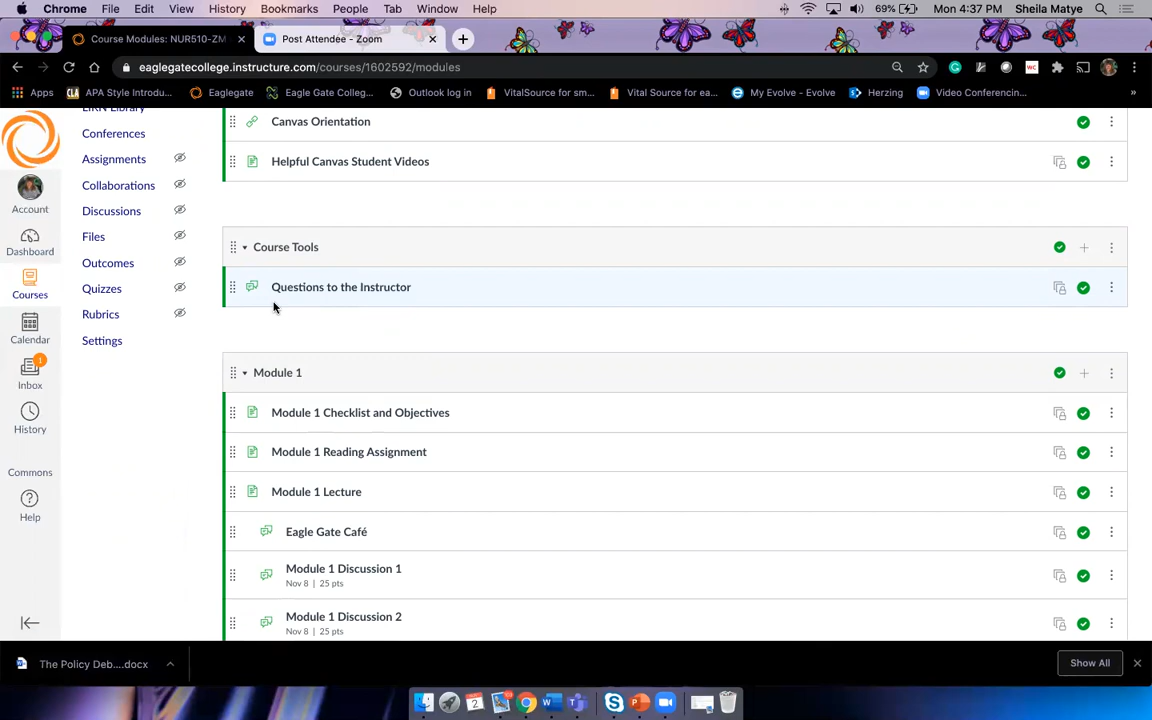 Chrome File Edit View History Bookmarks People Tab Window Help 69% Mon 4:37 PM Sheila Matye
Course Modules: NUR510-ZM Post Attendee - Zoom
eaglegatecollege.instructure.com/courses/1602592/modules
Apps CLA APA Style Introdu... Eaglegate Eagle Gate Colleg... Outlook log in VitalSource for sm... Vital Source for ea... My Evolve - Evolve Herzing Video Conferencin... »
LIRN Library
Conferences
Assignments
Collaborations
Discussions
Files
Outcomes
Quizzes
Rubrics
Settings
Account
Dashboard
Courses
Calendar
1
Inbox
History
Commons
Help
Canvas Orientation
Helpful Canvas Student Videos
Course Tools
Questions to the Instructor
Module 1
Module 1 Checklist and Objectives
Module 1 Reading Assignment
Module 1 Lecture
Eagle Gate Café
Module 1 Discussion 1
Nov 8 | 25 pts
Module 1 Discussion 2
Nov 8 | 25 pts
The Policy Deb....docx Show All